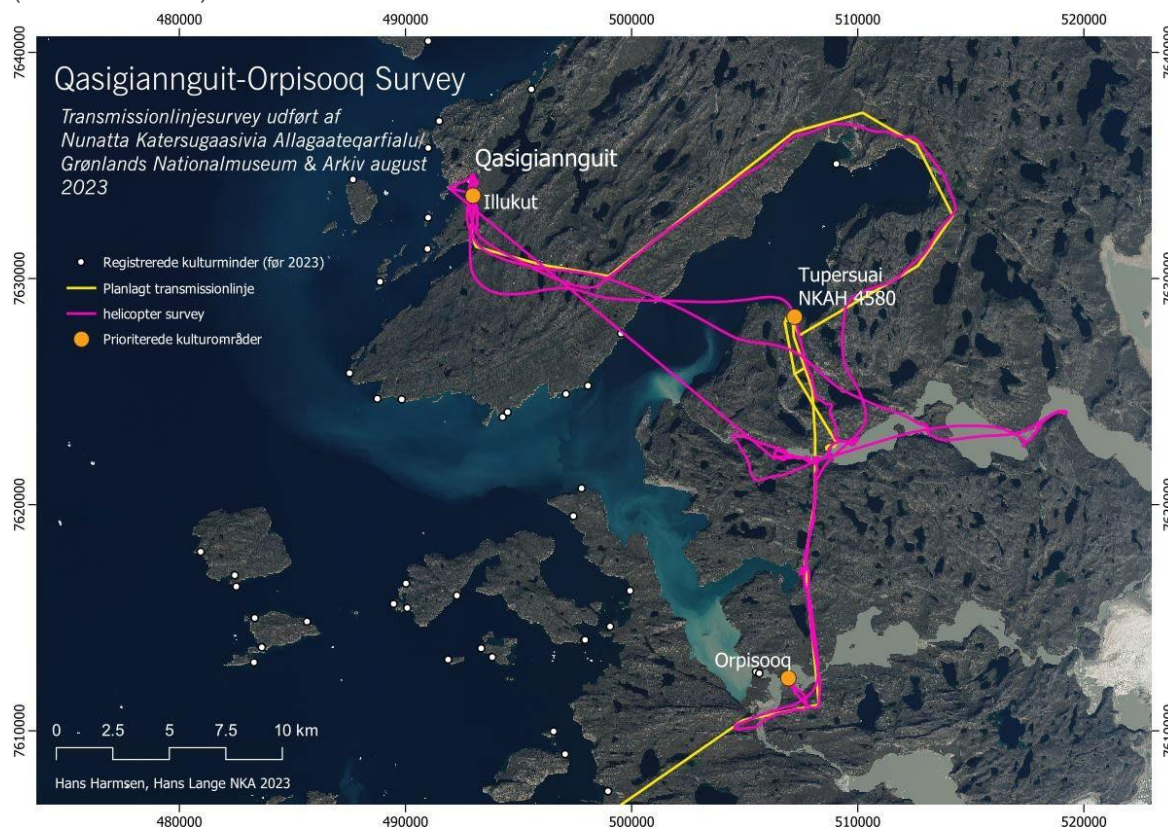 480000 490000 500000 510000 520000
7640000 7640000
Qasigiannguit-Orpisooq Survey
Transmissionlinjesurvey udført af
Nunatta Katersugaasivia Allagaateqarfialu/
Grønlands Nationalmuseum & Arkiv august
2023
Qasigiannguit
Illukut
Registrerede kulturminder (før 2023)
Planlagt transmissionlinje
helicopter survey
Prioriterede kulturområder
7630000 7630000
Tupersuai
NKAH 4580
7620000 7620000
Orpisooq
7610000 7610000
0 2.5 5 7.5 10 km
Hans Harmsen, Hans Lange NKA 2023
480000 490000 500000 510000 520000